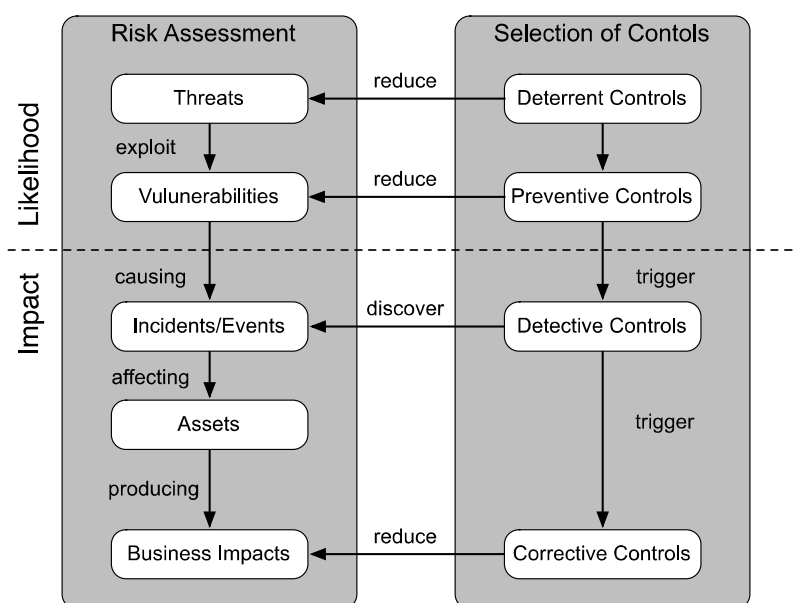 Risk Assessment
Selection of Contols
Likelihood
Threats
reduce
Deterrent Controls
exploit
Vulunerabilities
reduce
Preventive Controls
Impact
causing
trigger
Incidents/Events
discover
Detective Controls
affecting
Assets
trigger
producing
Business Impacts
reduce
Corrective Controls